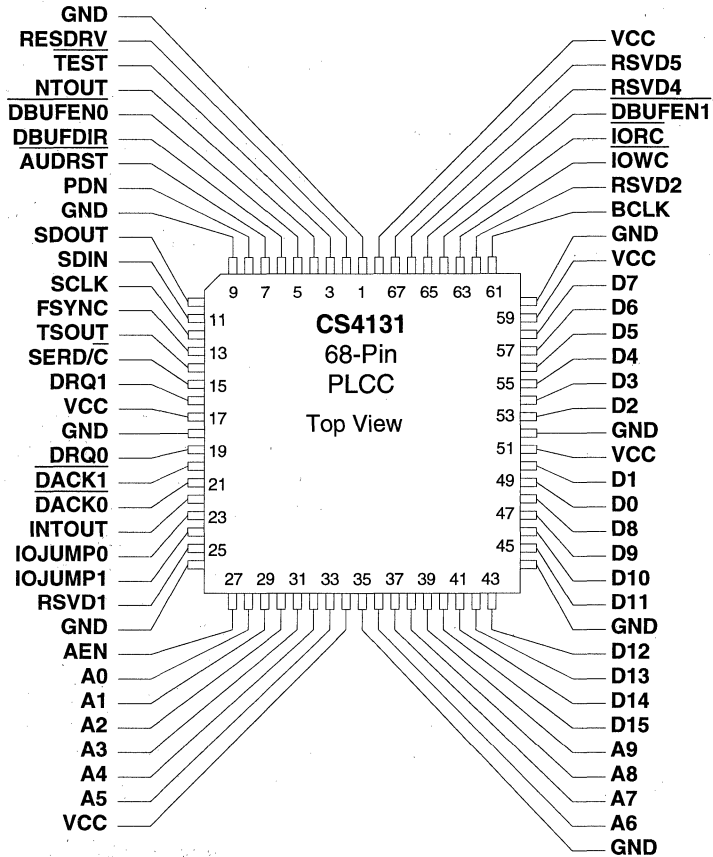 GND
RESDRV
TEST
NTOUT
DBUFEN0
DBUFDIR
AUDRST
PDN
GND
SDOUT
SDIN
SCLK
FSYNC
TSOUT
SERD/C
DRQ1
VCC
GND
DRQ0
DACK1
DACK0
INTOUT
IOJUMP0
IOJUMP1
RSVD1
GND
AEN
A0
A1
A2
A3
A4
A5
VCC
9 7 5 3 1 67 65 63 61
11
13
15
17
19
21
23
25
CS4131
68-Pin
PLCC
Top View
59
57
55
53
51
49
47
45
27 29 31 33 35 37 39 41 43
VCC
RSVD5
RSVD4
DBUFEN1
IORC
IOWC
RSVD2
BCLK
GND
VCC
D7
D6
D5
D4
D3
D2
GND
VCC
D1
D0
D8
D9
D10
D11
GND
D12
D13
D14
D15
A9
A8
A7
A6
GND